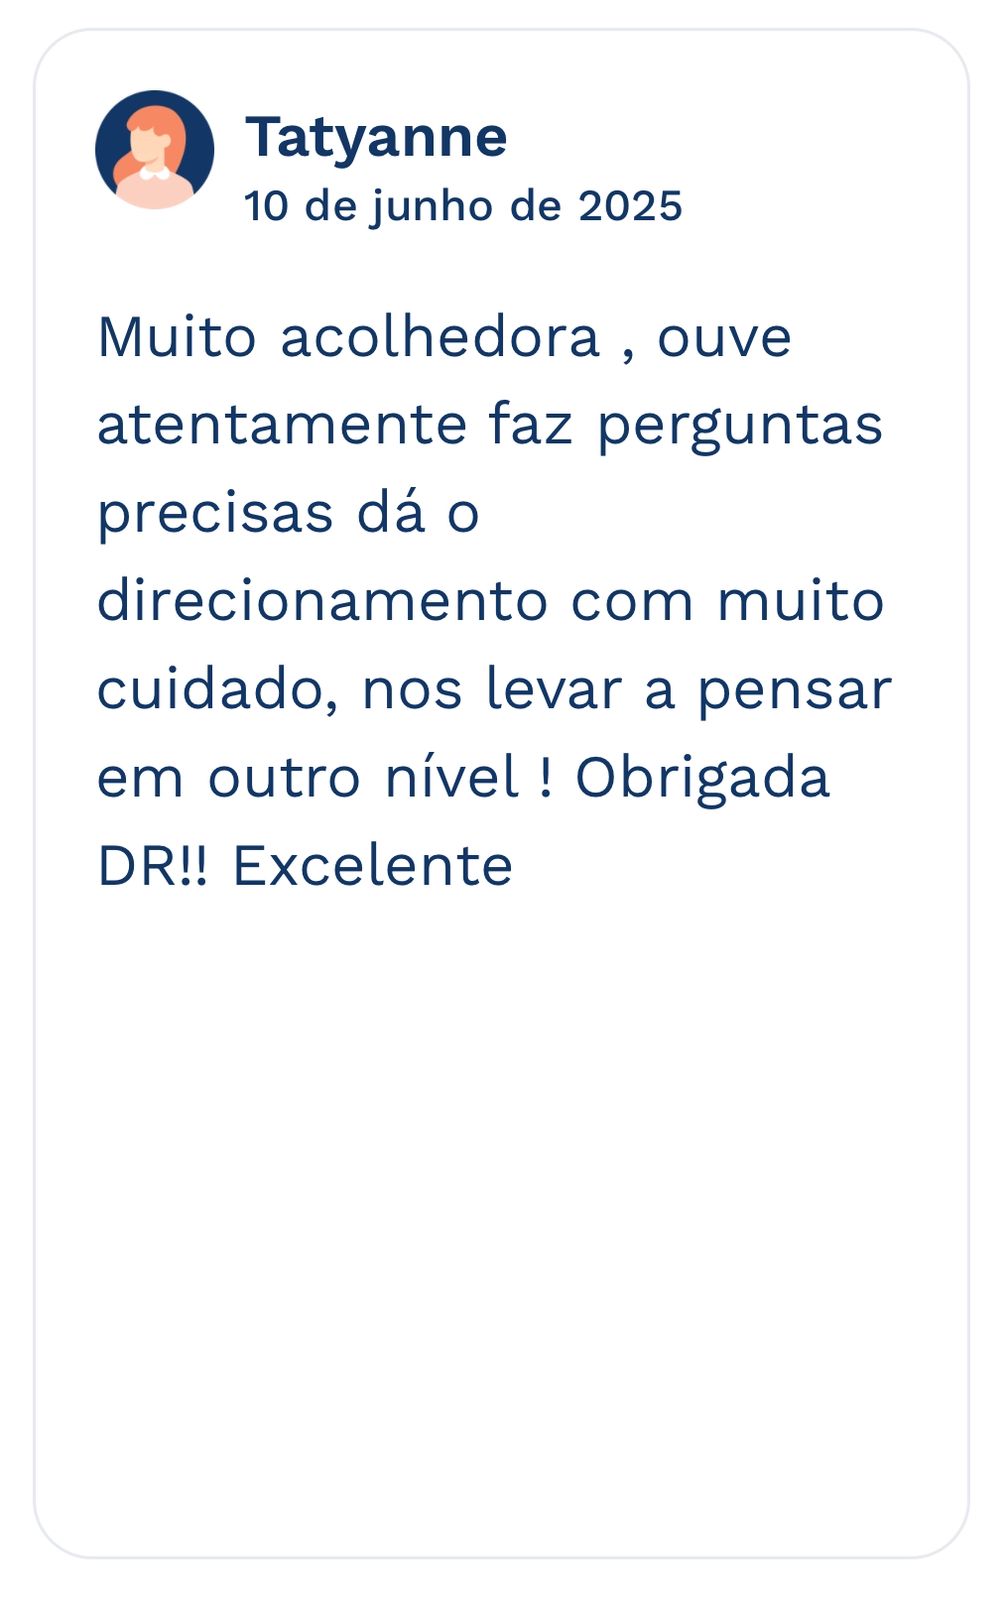 Tatyanne
10 de junho de 2025
Muito acolhedora , ouve
atentamente faz perguntas
precisas dá o
direcionamento com muito
cuidado, nos levar a pensar
em outro nível ! Obrigada
DR!! Excelente